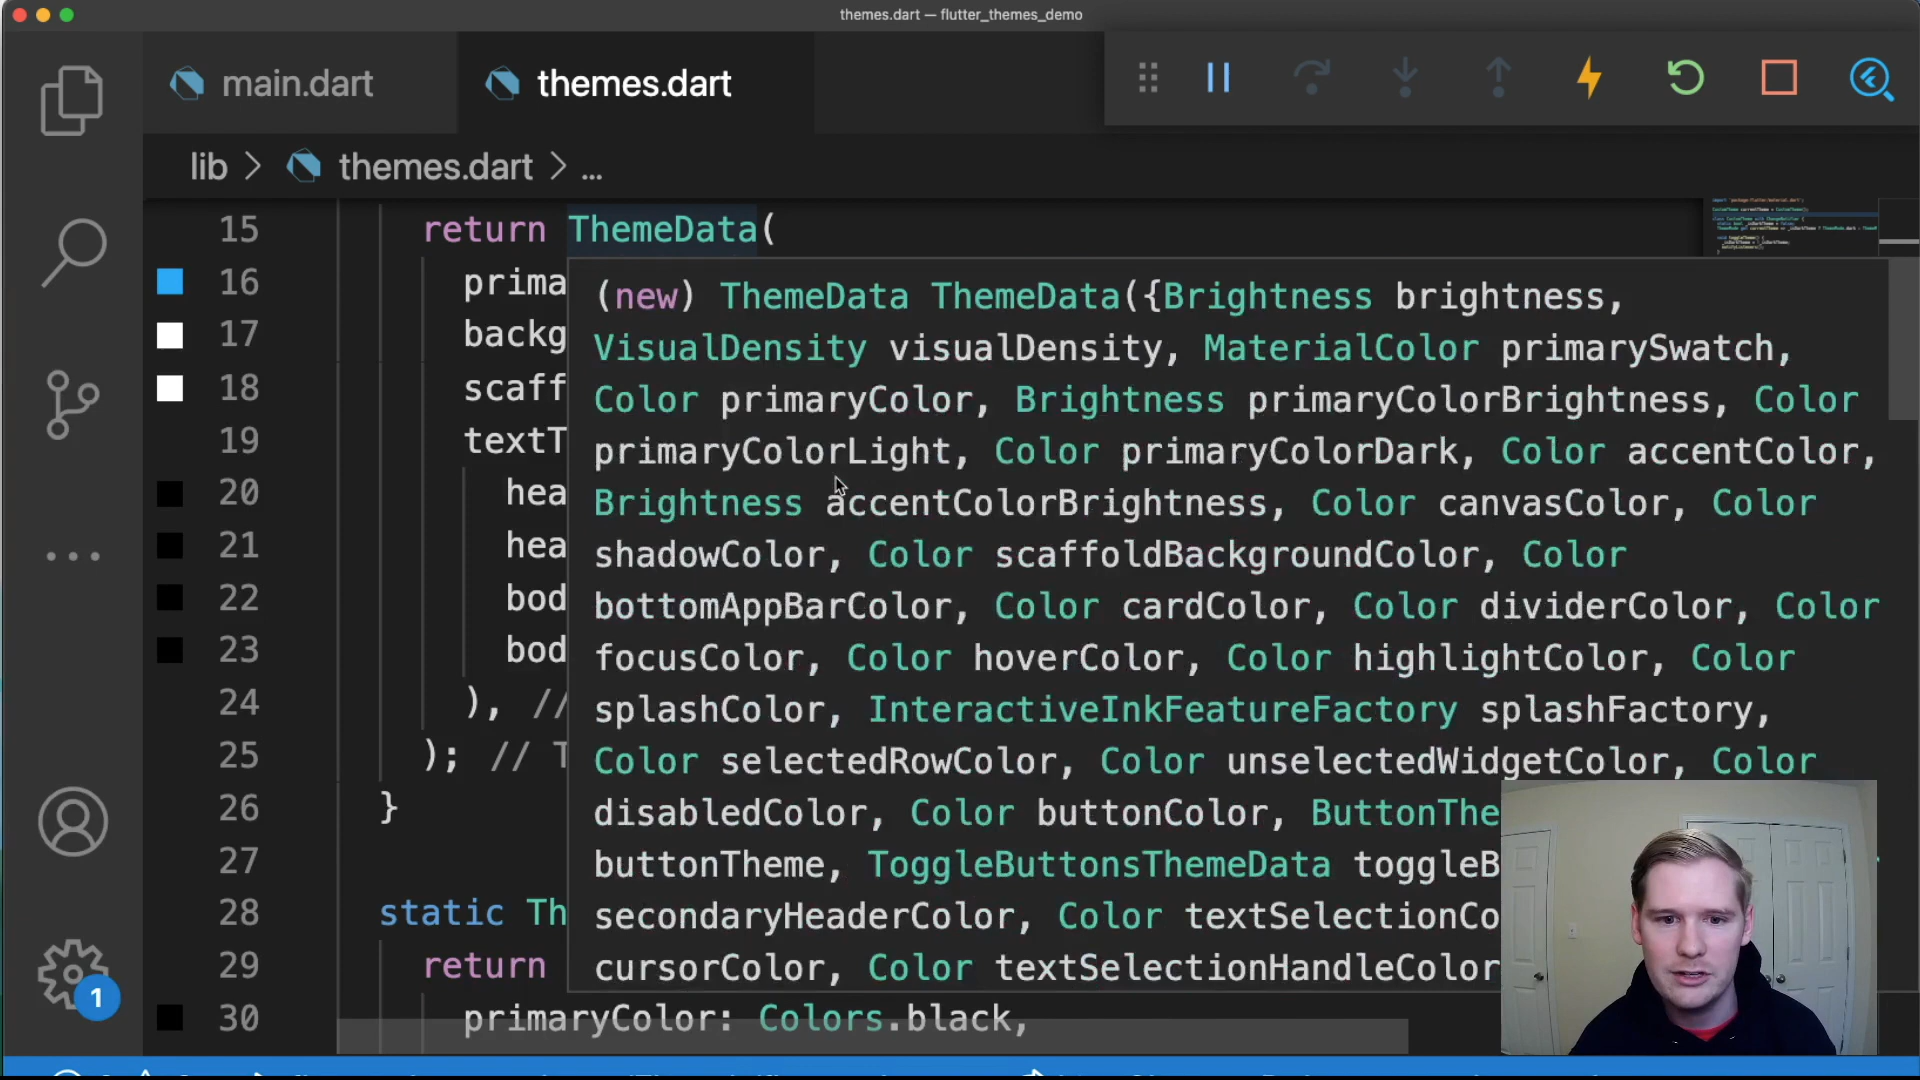 themes.dart — flutter_themes_demo
main.dart
themes.dart
lib > themes.dart > ...
15 return ThemeData(
16 prima
17 backg
18 scaff
19 textT
20 hea
21 hea
22 bod
23 bod
24 ), //
25 ); // T
26 }
27
28 static Th
29 return
30 primaryColor: Colors.black,
(new) ThemeData ThemeData({Brightness brightness,
VisualDensity visualDensity, MaterialColor primarySwatch,
Color primaryColor, Brightness primaryColorBrightness, Color
primaryColorLight, Color primaryColorDark, Color accentColor,
Brightness accentColorBrightness, Color canvasColor, Color
shadowColor, Color scaffoldBackgroundColor, Color
bottomAppBarColor, Color cardColor, Color dividerColor, Color
focusColor, Color hoverColor, Color highlightColor, Color
splashColor, InteractiveInkFeatureFactory splashFactory,
Color selectedRowColor, Color unselectedWidgetColor, Color
disabledColor, Color buttonColor, ButtonThe
buttonTheme, ToggleButtonsThemeData toggleB
secondaryHeaderColor, Color textSelectionCo
cursorColor, Color textSelectionHandleColor
1